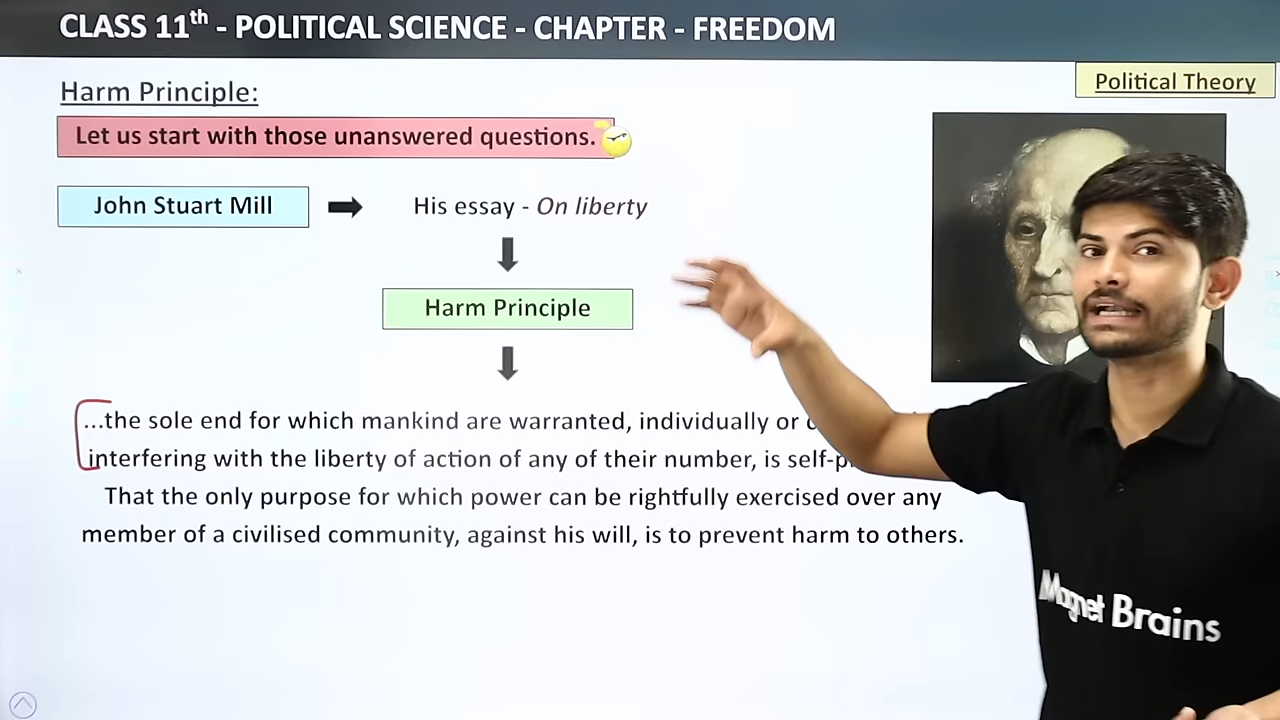 CLASS 11th - POLITICAL SCIENCE - CHAPTER - FREEDOM
Political Theory
Harm Principle:
Let us start with those unanswered questions.
John Stuart Mill
His essay - On liberty
Harm Principle
...the sole end for which mankind are warranted, individually or
interfering with the liberty of action of any of their number, is
That the only purpose for which power can be rightfully exercised over any
member of a civilised community, against his will, is to prevent harm to others.
Magnet Brains